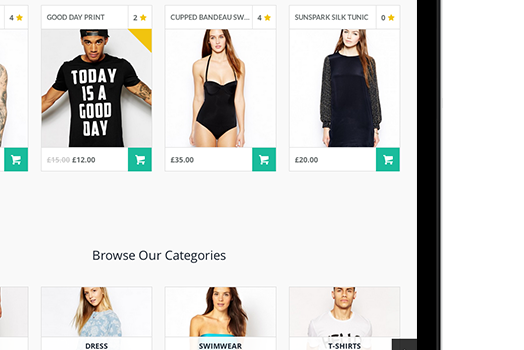 4
GOOD DAY PRINT 2
CUPPED BANDEAU SW... 4
SUNSPARK SILK TUNIC 0
TODAY
IS A
GOOD
DAY
£15.00 £12.00
£35.00
£20.00
Browse Our Categories
DRESS
SWIMWEAR
T-SHIRTS